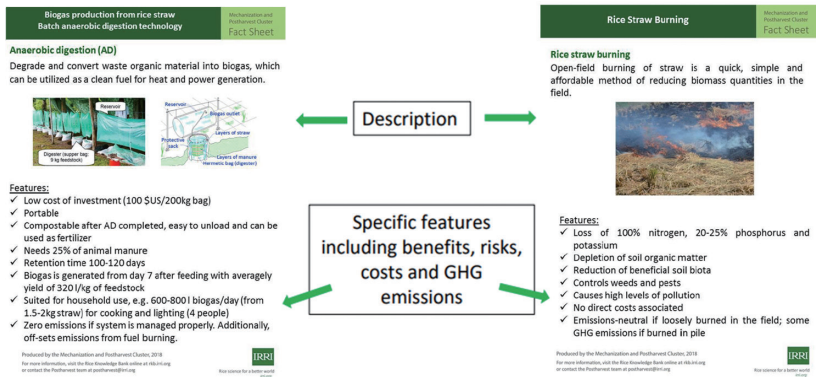 Biogas production from rice straw
Batch anaerobic digestion technology
Mechanization and
Postharvest Cluster
Fact Sheet
Anaerobic digestion (AD)
Degrade and convert waste organic material into biogas, which
can be utilized as a clean fuel for heat and power generation.
Reservoir
Digester (supper bag:
9 kg feedstock)
Reservoir
Biogas outlet
Protective
sack
Layers of straw
Layers of manure
Hermetic bag (digester)
Features:
✓ Low cost of investment (100 $US/200kg bag)
✓ Portable
✓ Compostable after AD completed, easy to unload and can be
used as fertilizer
✓ Needs 25% of animal manure
✓ Retention time 100-120 days
✓ Biogas is generated from day 7 after feeding with averagely
yield of 320 l/kg of feedstock
✓ Suited for household use, e.g. 600-800 l biogas/day (from
1.5-2kg straw) for cooking and lighting (4 people)
✓ Zero emissions if system is managed properly. Additionally,
off-sets emissions from fuel burning.
Produced by the Mechanization and Postharvest Cluster, 2018
For more information, visit the Rice Knowledge Bank online at rkb.irri.org
or contact the Postharvest team at postharvest@irri.org
IRRI
Rice science for a better world
irri.org
Description
Specific features
including benefits, risks,
costs and GHG
emissions
Rice Straw Burning
Mechanization and
Postharvest Cluster
Fact Sheet
Rice straw burning
Open-field burning of straw is a quick, simple and
affordable method of reducing biomass quantities in the
field.
Features:
✓ Loss of 100% nitrogen, 20-25% phosphorus and
potassium
✓ Depletion of soil organic matter
✓ Reduction of beneficial soil biota
✓ Controls weeds and pests
✓ Causes high levels of pollution
✓ No direct costs associated
✓ Emissions-neutral if loosely burned in the field; some
GHG emissions if burned in pile
Produced by the Mechanization and Postharvest Cluster, 2018
For more information, visit the Rice Knowledge Bank online at rkb.irri.org
or contact the Postharvest team at postharvest@irri.org
IRRI
Rice science for a better world
irri.org